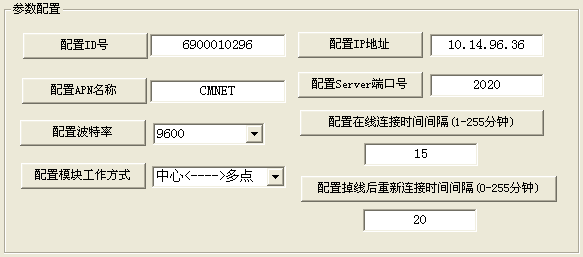 参数配置
配置ID号 6900010296 配置IP地址 10.14.96.36
配置APN名称 CMNET 配置Server端口号 2020
配置波特率 9600 配置在线连接时间间隔(1-255分钟)
15
配置模块工作方式 中心<---->多点 配置掉线后重新连接时间间隔(0-255分钟)
20